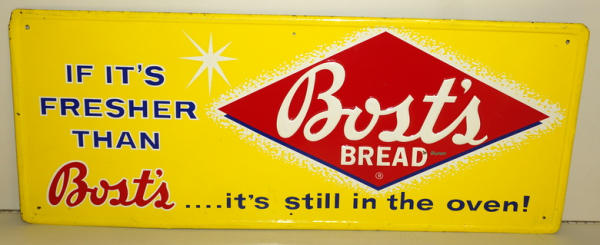 IF IT'S
FRESHER
THAN
Bost's ....it's still in the oven!
Bost's
BREAD
®